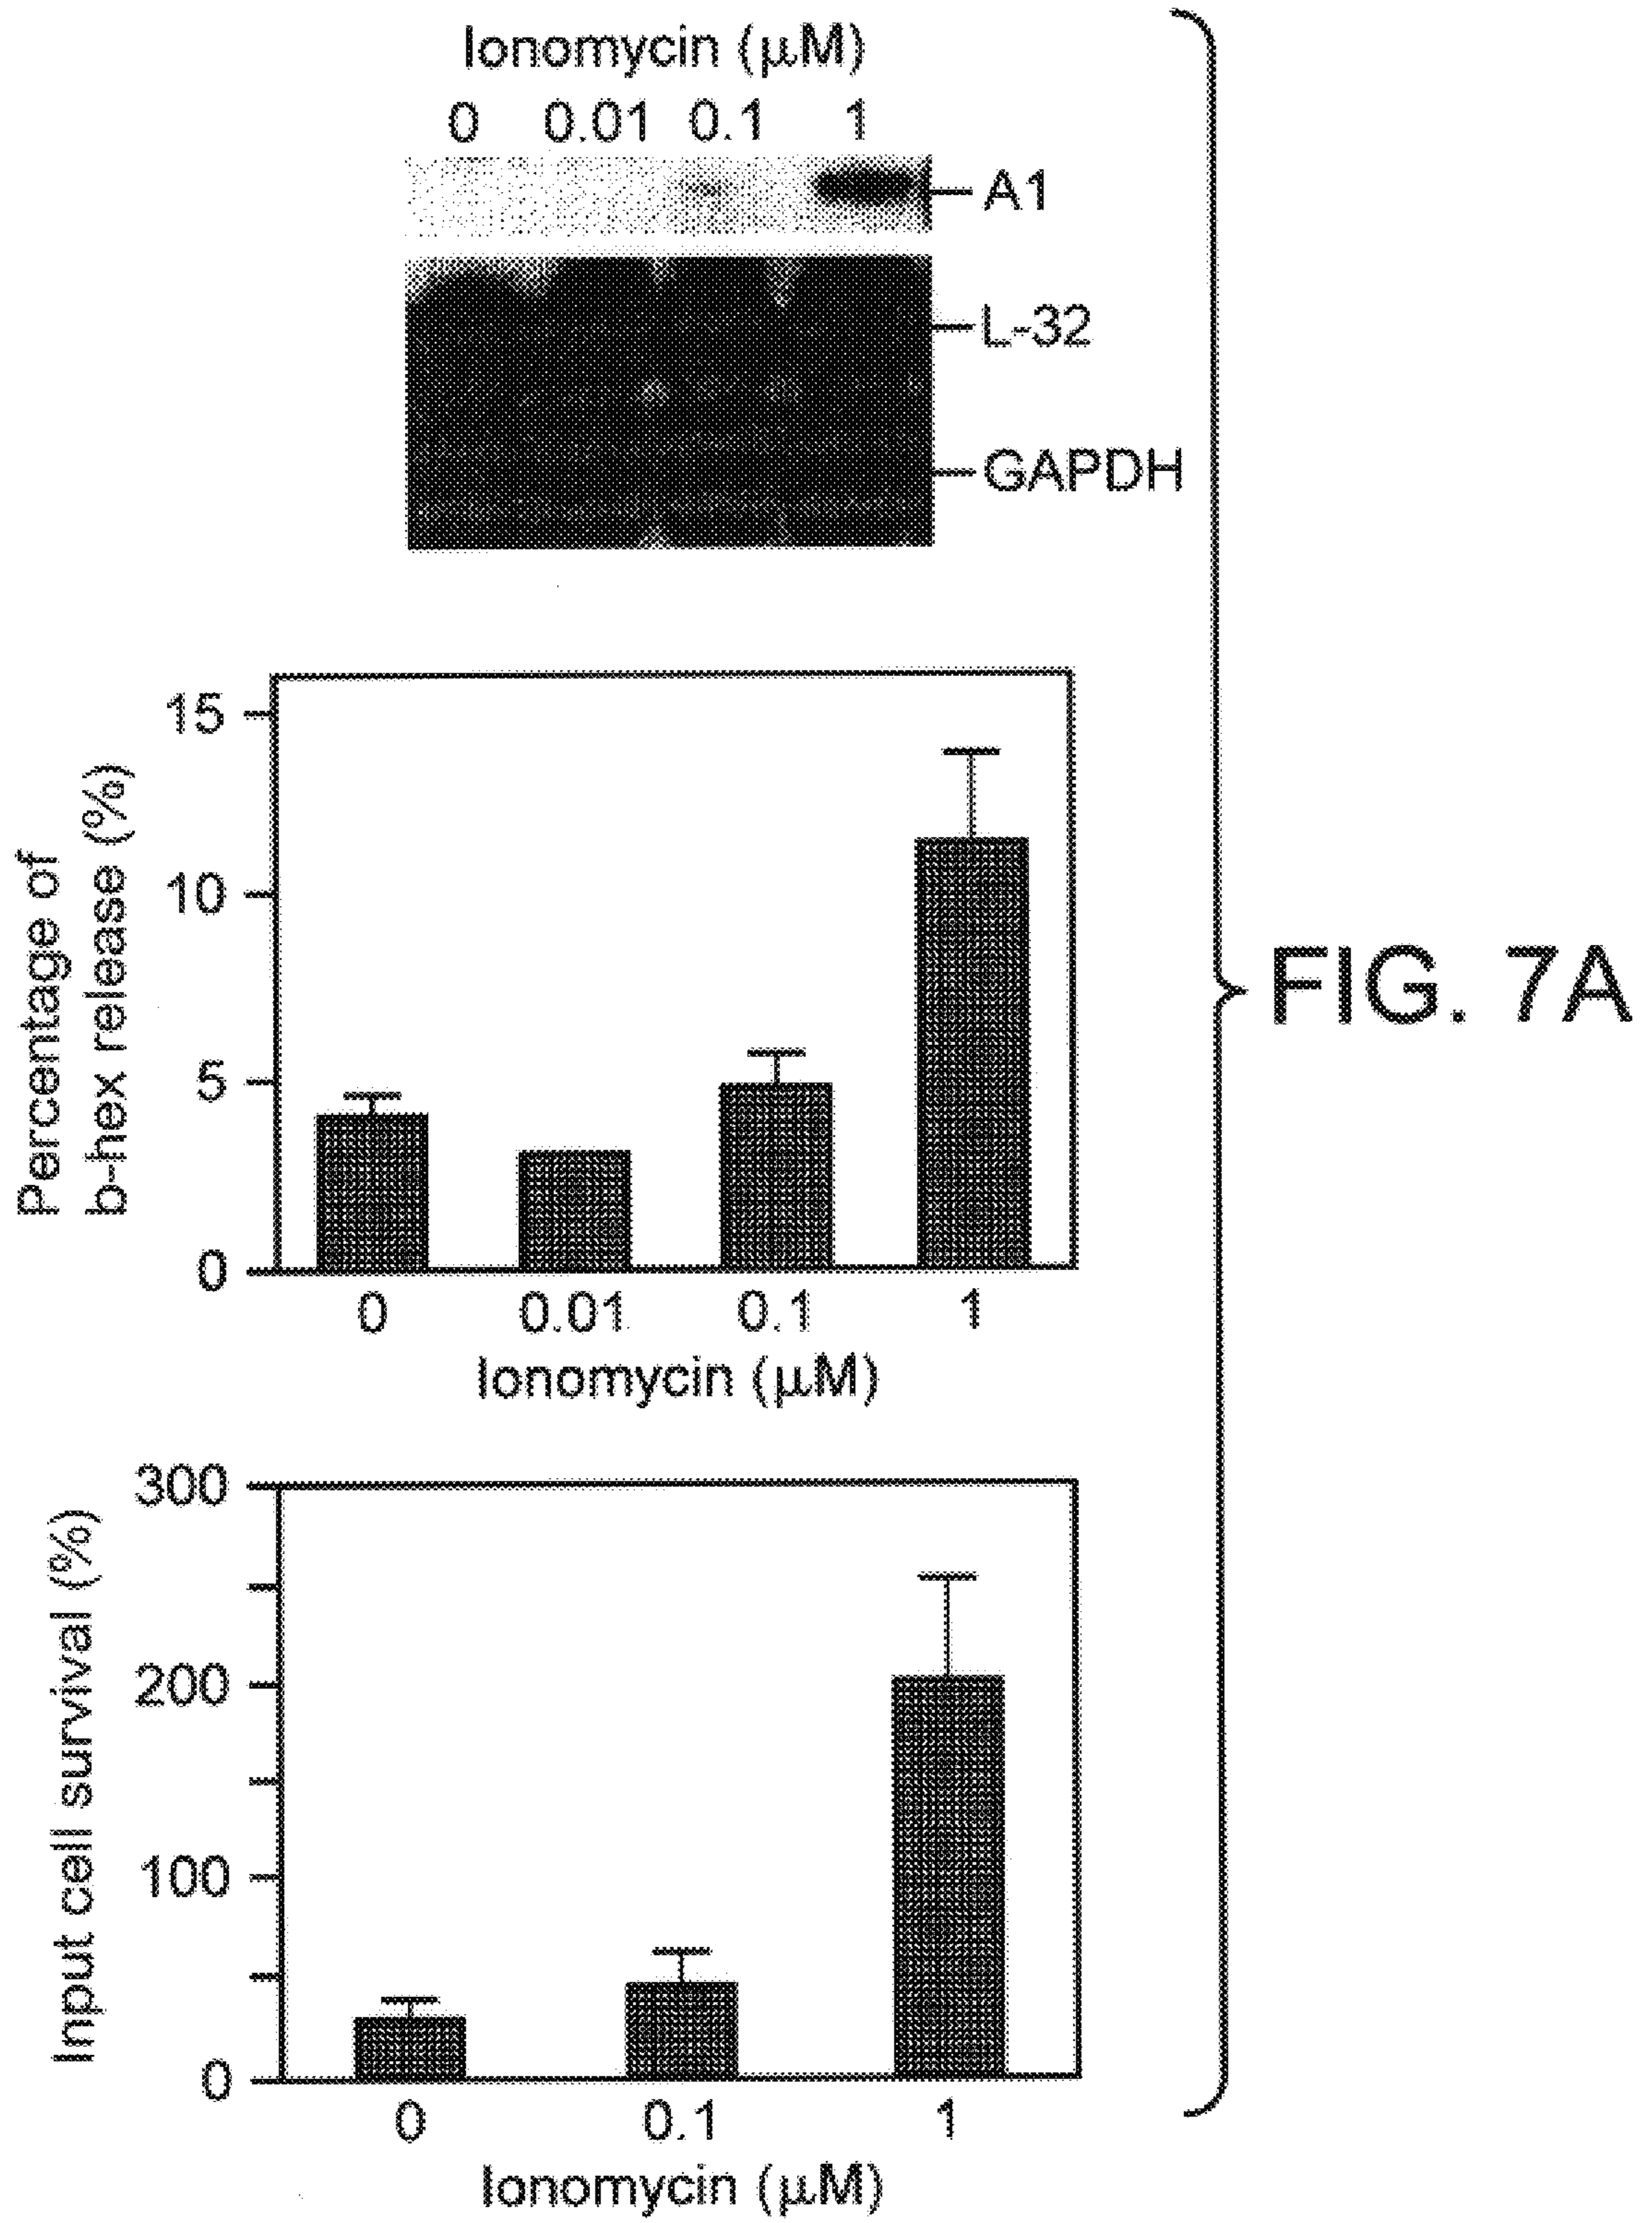 Ionomycin (μM)
0 0.01 0.1 1
A1
L-32
GAPDH
15
10
5
0
Percentage of
b-hex release (%)
0 0.01 0.1 1
Ionomycin (μM)
300
200
100
0
Input cell survival (%)
0 0.1 1
Ionomycin (μM)
FIG. 7A